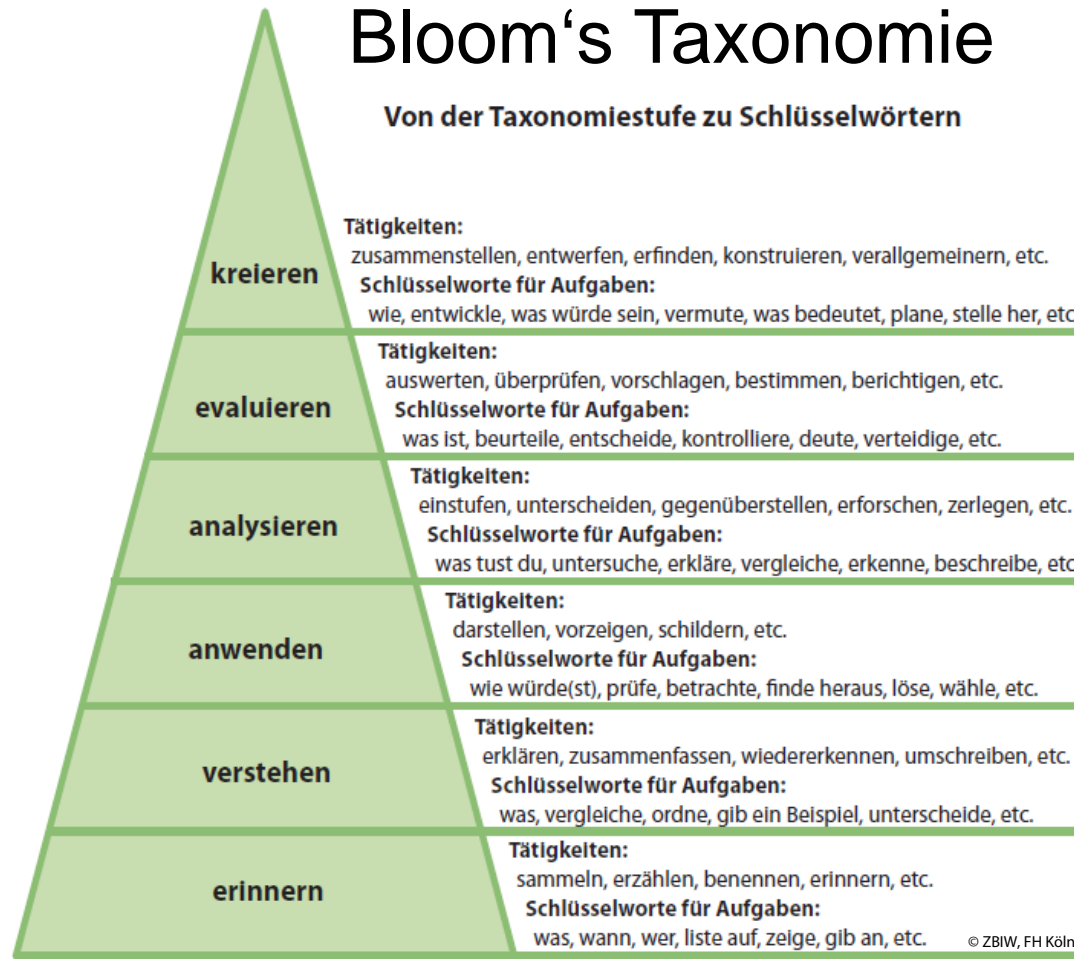 Bloom‘s Taxonomie
Von der Taxonomiestufe zu Schlüsselwörtern
kreieren
Tätigkeiten:
zusammenstellen, entwerfen, erfinden, konstruieren, verallgemeinern, etc.
Schlüsselworte für Aufgaben:
wie, entwickle, was würde sein, vermute, was bedeutet, plane, stelle her, etc
evaluieren
Tätigkeiten:
auswerten, überprüfen, vorschlagen, bestimmen, berichtigen, etc.
Schlüsselworte für Aufgaben:
was ist, beurteile, entscheide, kontrolliere, deute, verteidige, etc.
analysieren
Tätigkeiten:
einstufen, unterscheiden, gegenüberstellen, erforschen, zerlegen, etc.
Schlüsselworte für Aufgaben:
was tust du, untersuche, erkläre, vergleiche, erkenne, beschreibe, etc
anwenden
Tätigkeiten:
darstellen, vorzeigen, schildern, etc.
Schlüsselworte für Aufgaben:
wie würde(st), prüfe, betrachte, finde heraus, löse, wähle, etc.
verstehen
Tätigkeiten:
erklären, zusammenfassen, wiedererkennen, umschreiben, etc.
Schlüsselworte für Aufgaben:
was, vergleiche, ordne, gib ein Beispiel, unterscheide, etc.
erinnern
Tätigkeiten:
sammeln, erzählen, benennen, erinnern, etc.
Schlüsselworte für Aufgaben:
was, wann, wer, liste auf, zeige, gib an, etc.
© ZBIW, FH Köln